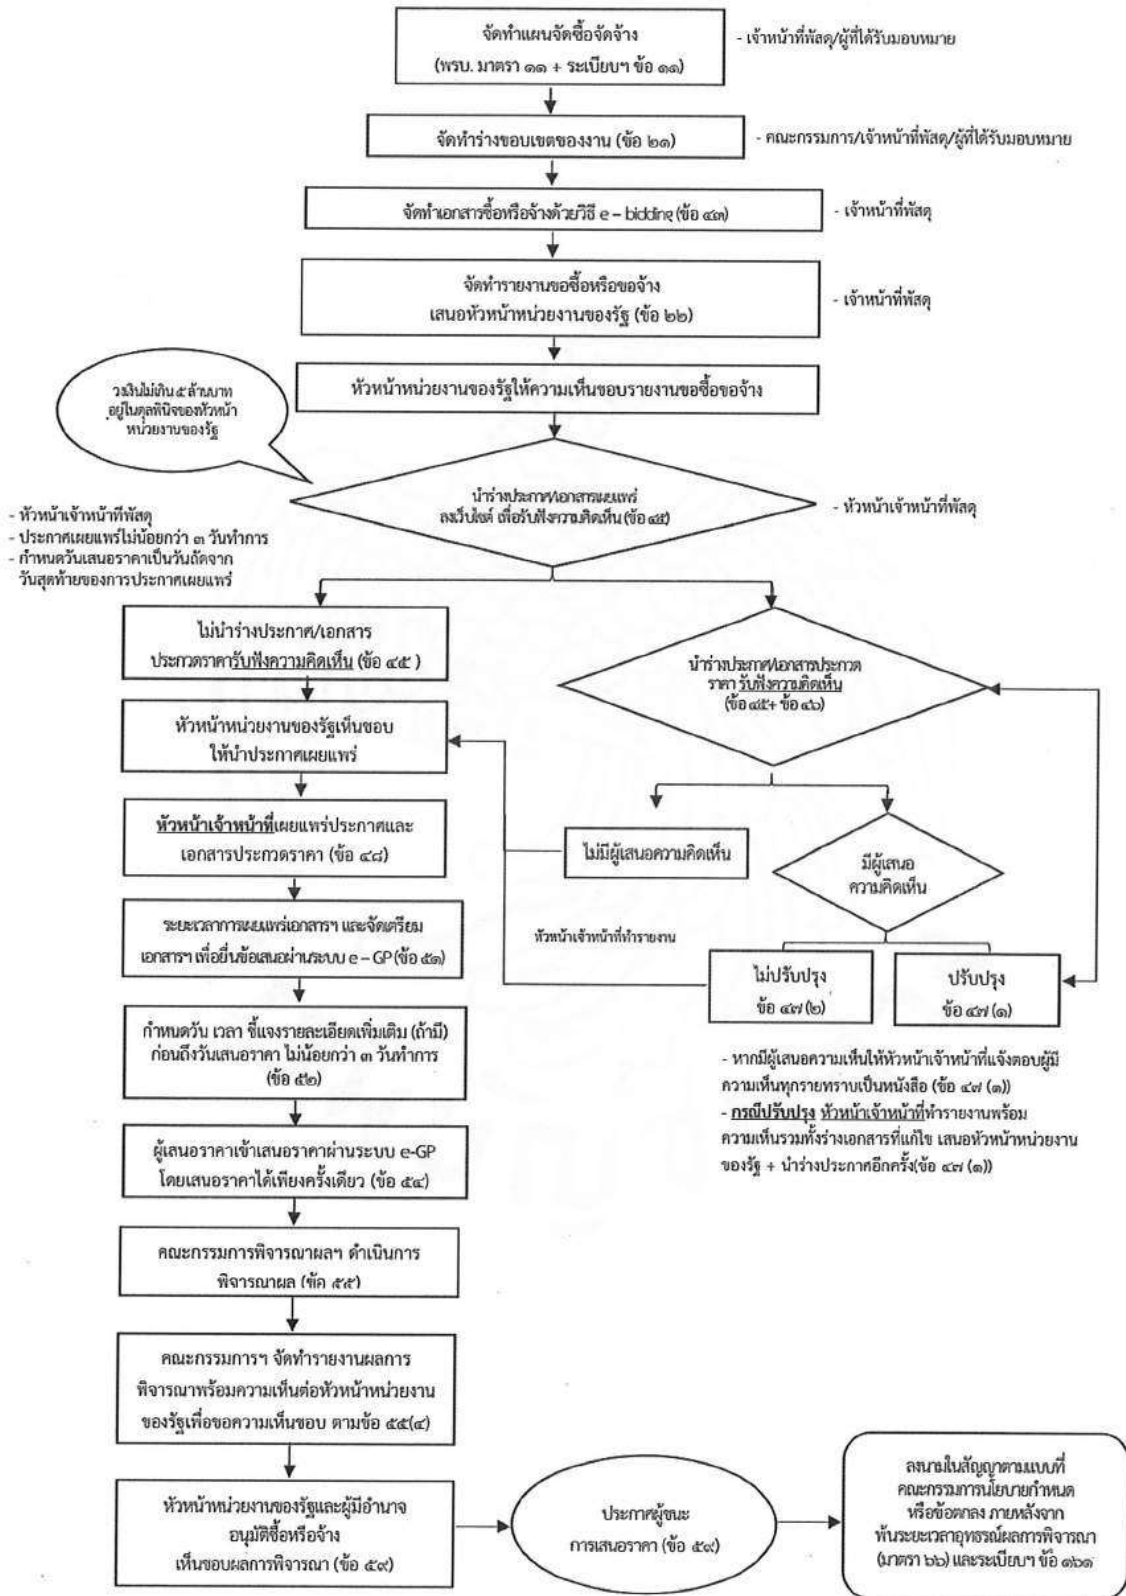 จัดทำแผนจัดซื้อจัดจ้าง
(พรบ. มาตรา ๑๑ + ระเบียบฯ ข้อ ๑๑)
- เจ้าหน้าที่พัสดุ/ผู้ที่ได้รับมอบหมาย
จัดทำร่างขอบเขตของงาน (ข้อ ๒๑)
- คณะกรรมการ/เจ้าหน้าที่พัสดุ/ผู้ที่ได้รับมอบหมาย
จัดทำเอกสารซื้อหรือจ้างด้วยวิธี e – bidding (ข้อ ๔๓)
- เจ้าหน้าที่พัสดุ
จัดทำรายงานขอซื้อหรือขอจ้าง
เสนอหัวหน้าหน่วยงานของรัฐ (ข้อ ๒๒)
- เจ้าหน้าที่พัสดุ
หัวหน้าหน่วยงานของรัฐให้ความเห็นชอบรายงานขอซื้อขอจ้าง
วงเงินไม่เกิน ๕ ล้านบาท
อยู่ในดุลพินิจของหัวหน้า
หน่วยงานของรัฐ
นำร่างประกาศ/เอกสารเผยแพร่
ลงเว็บไซต์ เพื่อรับฟังความคิดเห็น (ข้อ ๔๕)
- หัวหน้าเจ้าหน้าที่พัสดุ
- หัวหน้าเจ้าหน้าที่พัสดุ
- ประกาศเผยแพร่ไม่น้อยกว่า ๓ วันทำการ
- กำหนดวันเสนอราคาเป็นวันถัดจาก
วันสุดท้ายของการประกาศเผยแพร่
ไม่นำร่างประกาศ/เอกสาร
ประกวดราคารับฟังความคิดเห็น (ข้อ ๔๕ )
นำร่างประกาศ/เอกสารประกวด
ราคา รับฟังความคิดเห็น
(ข้อ ๔๕+ ข้อ ๔๖)
หัวหน้าหน่วยงานของรัฐเห็นชอบ
ให้นำประกาศเผยแพร่
หัวหน้าเจ้าหน้าที่เผยแพร่ประกาศและ
เอกสารประกวดราคา (ข้อ ๔๘)
ไม่มีผู้เสนอความคิดเห็น
มีผู้เสนอ
ความคิดเห็น
ระยะเวลาการเผยแพร่เอกสารฯ และจัดเตรียม
เอกสารฯ เพื่อยื่นข้อเสนอผ่านระบบ e – GP (ข้อ ๕๑)
หัวหน้าเจ้าหน้าที่ทำรายงาน
ไม่ปรับปรุง
ข้อ ๔๗ (๒)
ปรับปรุง
ข้อ ๔๗ (๑)
กำหนดวัน เวลา ชี้แจงรายละเอียดเพิ่มเติม (ถ้ามี)
ก่อนถึงวันเสนอราคา ไม่น้อยกว่า ๓ วันทำการ
(ข้อ ๕๒)
- หากมีผู้เสนอความเห็นให้หัวหน้าเจ้าหน้าที่แจ้งตอบผู้มี
ความเห็นทุกรายทราบเป็นหนังสือ (ข้อ ๔๗ (๑))
- กรณีปรับปรุง หัวหน้าเจ้าหน้าที่ทำรายงานพร้อม
ความเห็นรวมทั้งร่างเอกสารที่แก้ไข เสนอหัวหน้าหน่วยงาน
ของรัฐ + นำร่างประกาศอีกครั้ง(ข้อ ๔๗ (๑))
ผู้เสนอราคาเข้าเสนอราคาผ่านระบบ e-GP
โดยเสนอราคาได้เพียงครั้งเดียว (ข้อ ๕๔)
คณะกรรมการพิจารณาผลฯ ดำเนินการ
พิจารณาผล (ข้อ ๕๕)
คณะกรรมการฯ จัดทำรายงานผลการ
พิจารณาพร้อมความเห็นต่อหัวหน้าหน่วยงาน
ของรัฐเพื่อขอความเห็นชอบ ตามข้อ ๕๕(๔)
หัวหน้าหน่วยงานของรัฐและผู้มีอำนาจ
อนุมัติซื้อหรือจ้าง
เห็นชอบผลการพิจารณา (ข้อ ๕๙)
ประกาศผู้ชนะ
การเสนอราคา (ข้อ ๕๙)
ลงนามในสัญญาตามแบบที่
คณะกรรมการนโยบายกำหนด
หรือข้อตกลง ภายหลังจาก
พ้นระยะเวลาอุทธรณ์ผลการพิจารณา
(มาตรา ๖๖) และระเบียบฯ ข้อ ๑๖๑